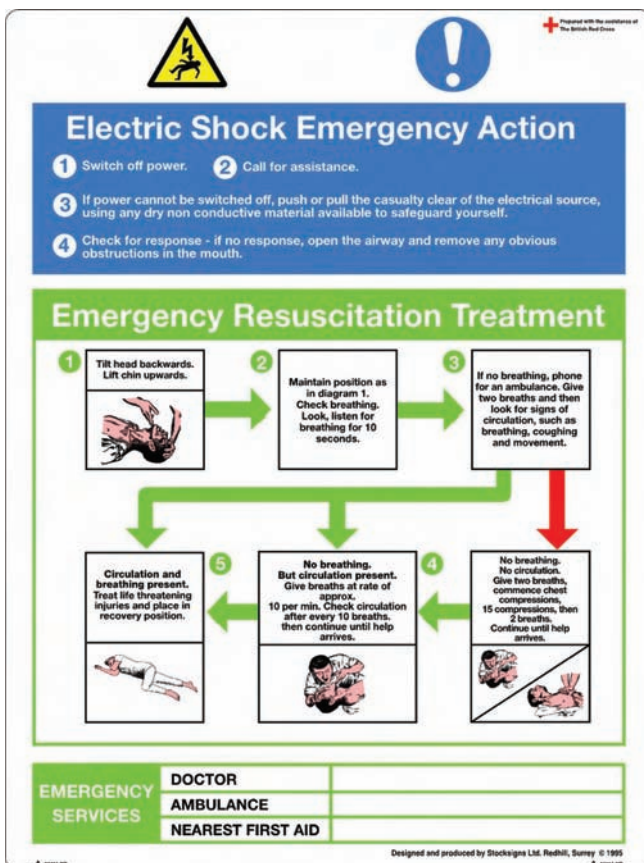 Prepared with the assistance of
The British Red Cross
Electric Shock Emergency Action
1 Switch off power.
2 Call for assistance.
3 If power cannot be switched off, push or pull the casualty clear of the electrical source,
using any dry non conductive material available to safeguard yourself.
4 Check for response - if no response, open the airway and remove any obvious
obstructions in the mouth.
Emergency Resuscitation Treatment
1
Tilt head backwards.
Lift chin upwards.
2
Maintain position as
in diagram 1.
Check breathing.
Look, listen for
breathing for 10
seconds.
3
If no breathing, phone
for an ambulance. Give
two breaths and then
look for signs of
circulation, such as
breathing, coughing
and movement.
4
No breathing.
No circulation.
Give two breaths,
commence chest
compressions,
15 compressions, then
2 breaths.
Continue until help
arrives.
No breathing.
But circulation present.
Give breaths at rate of
approx.
10 per min. Check circulation
after every 10 breaths.
then continue until help
arrives.
5
Circulation and
breathing present.
Treat life threatening
injuries and place in
recovery position.
EMERGENCY
SERVICES
DOCTOR
AMBULANCE
NEAREST FIRST AID
Designed and produced by Stocksigns Ltd. Redhill, Surrey © 1995